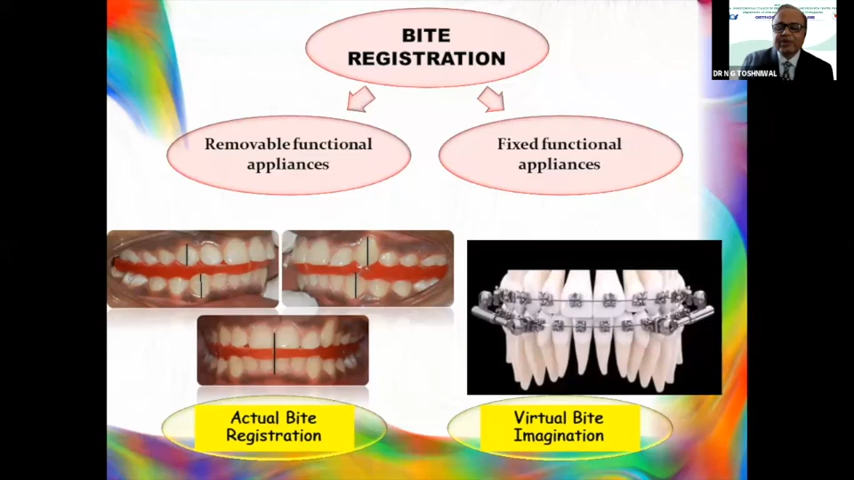 BITE
REGISTRATION
Removable functional
appliances
Fixed functional
appliances
Actual Bite
Registration
Virtual Bite
Imagination
DR N G TOSHNIWAL